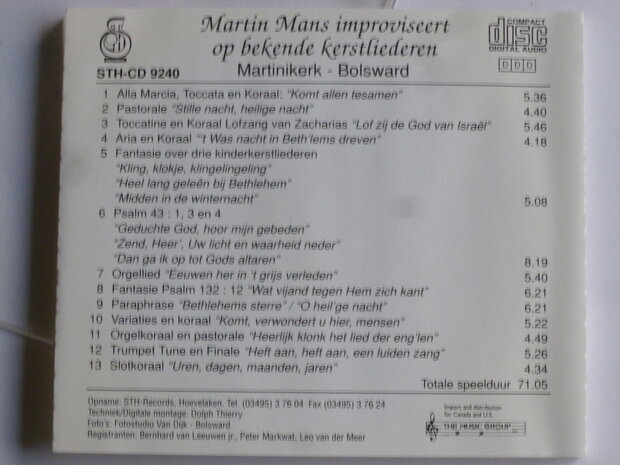 Martin Mans improviseert
op bekende kerstliederen
STH-CD 9240
Martinikerk - Bolsward
COMPACT
disc
DIGITAL AUDIO
D D D
1 Alla Marcia, Toccata en Koraal: "Komt allen tesamen" 5.36
2 Pastorale "Stille nacht, heilige nacht" 4.40
3 Toccatine en Koraal Lofzang van Zacharias "Lof zij de God van Israël" 5.46
4 Aria en Koraal "'t Was nacht in Beth'lems dreven" 4.18
5 Fantasie over drie kinderkerstliederen
"Kling, klokje, klingelingeling"
"Heel lang geleên bij Bethlehem"
"Midden in de winternacht" 5.08
6 Psalm 43 : 1, 3 en 4
"Geduchte God, hoor mijn gebeden"
"Zend, Heer', Uw licht en waarheid neder"
"Dan ga ik op tot Gods altaren" 8.19
7 Orgellied "Eeuwen her in 't grijs verleden" 5.40
8 Fantasie Psalm 132 : 12 "Wat vijand tegen Hem zich kant" 6.21
9 Paraphrase "Bethlehems sterre" / "O heil'ge nacht" 6.21
10 Variaties en koraal "Komt, verwondert u hier, mensen" 5.22
11 Orgelkoraal en pastorale "Heerlijk klonk het lied der eng'len" 4.49
12 Trumpet Tune en Finale "Heft aan, heft aan, een luiden zang" 5.26
13 Slotkoraal "Uren, dagen, maanden, jaren" 4.34
Totale speelduur 71.05
Opname: STH-Records, Hoevelaken. Tel. (03495) 3 76 04 Fax (03495) 3 76 24
Techniek/Digitale montage: Dolph Thierry
Foto's: Fotostudio Van Dijk - Bolsward
Registranten: Bernhard van Leeuwen jr., Peter Markwat, Leo van der Meer
Import and distribution
for Canada and U.S.
THE MUSIC GROUP